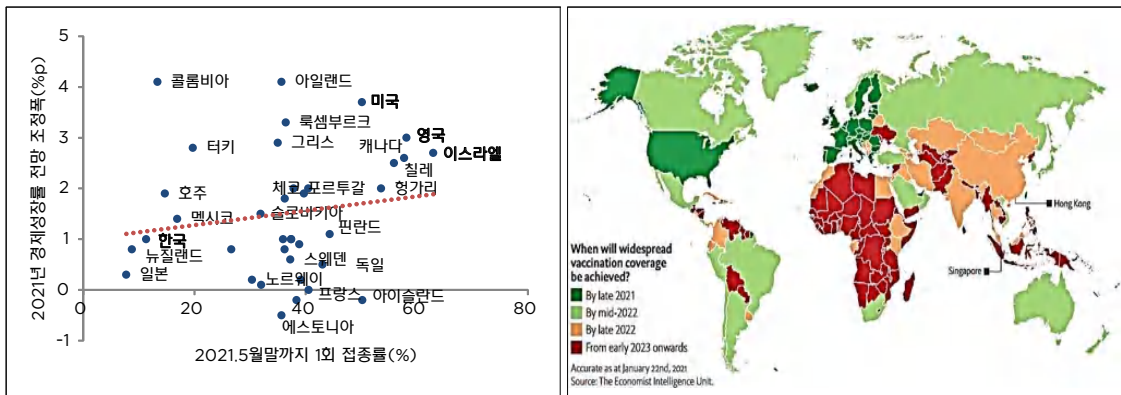 2021년 경제성장률 전망 조정폭(%p)
5
4
3
2
1
0
-1
0
20
40
60
80
콜롬비아
아일랜드
미국
룩셈부르크
영국
터키
그리스
캐나다
이스라엘
칠레
호주
체코
포르투갈
헝가리
멕시코
슬로바키아
한국
핀란드
뉴질랜드
스웨덴
독일
일본
노르웨이
프랑스
아이슬란드
에스토니아
2021.5월말까지 1회 접종률(%)
Hong Kong
Singapore
When will widespread
vaccination coverage
be achieved?
By late 2021
By mid-2022
By late 2022
From early 2023 onwards
Accurate as at January 22nd, 2021
Source: The Economist Intelligence Unit.